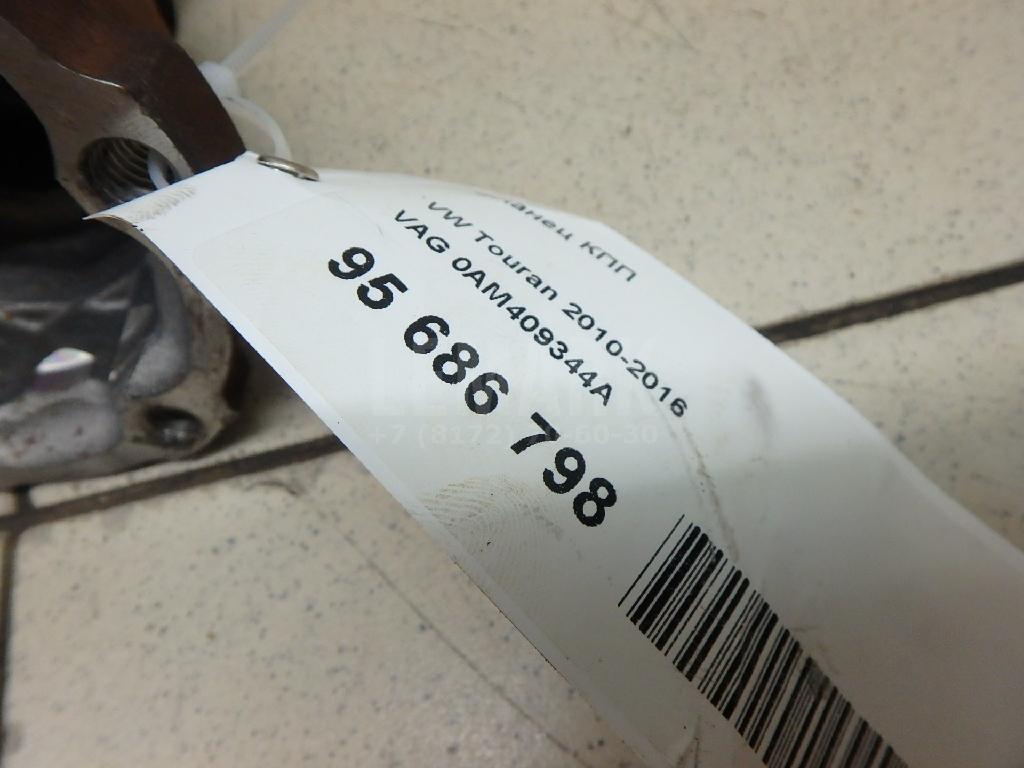 КПП
VW Touran 2010-2016
VAG 0AM409344A
95 686 798